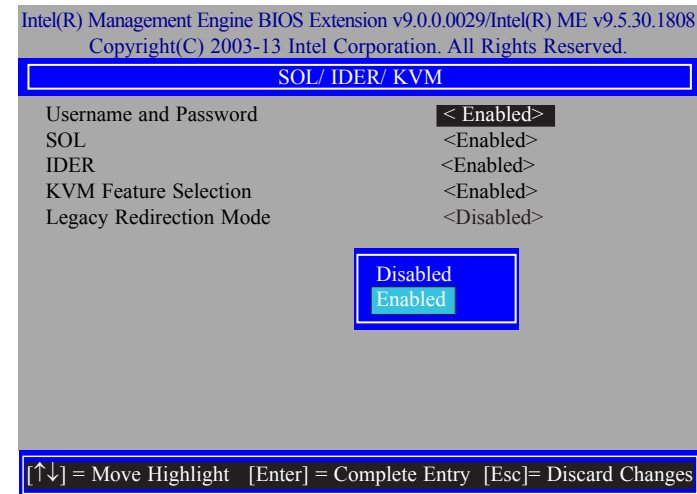 Intel(R) Management Engine BIOS Extension v9.0.0.0029/Intel(R) ME v9.5.30.1808
Copyright(C) 2003-13 Intel Corporation. All Rights Reserved.
SOL/ IDER/ KVM
Username and Password < Enabled>
SOL <Enabled>
IDER <Enabled>
KVM Feature Selection <Enabled>
Legacy Redirection Mode <Disabled>
Disabled
Enabled
[↑↓] = Move Highlight [Enter] = Complete Entry [Esc]= Discard Changes